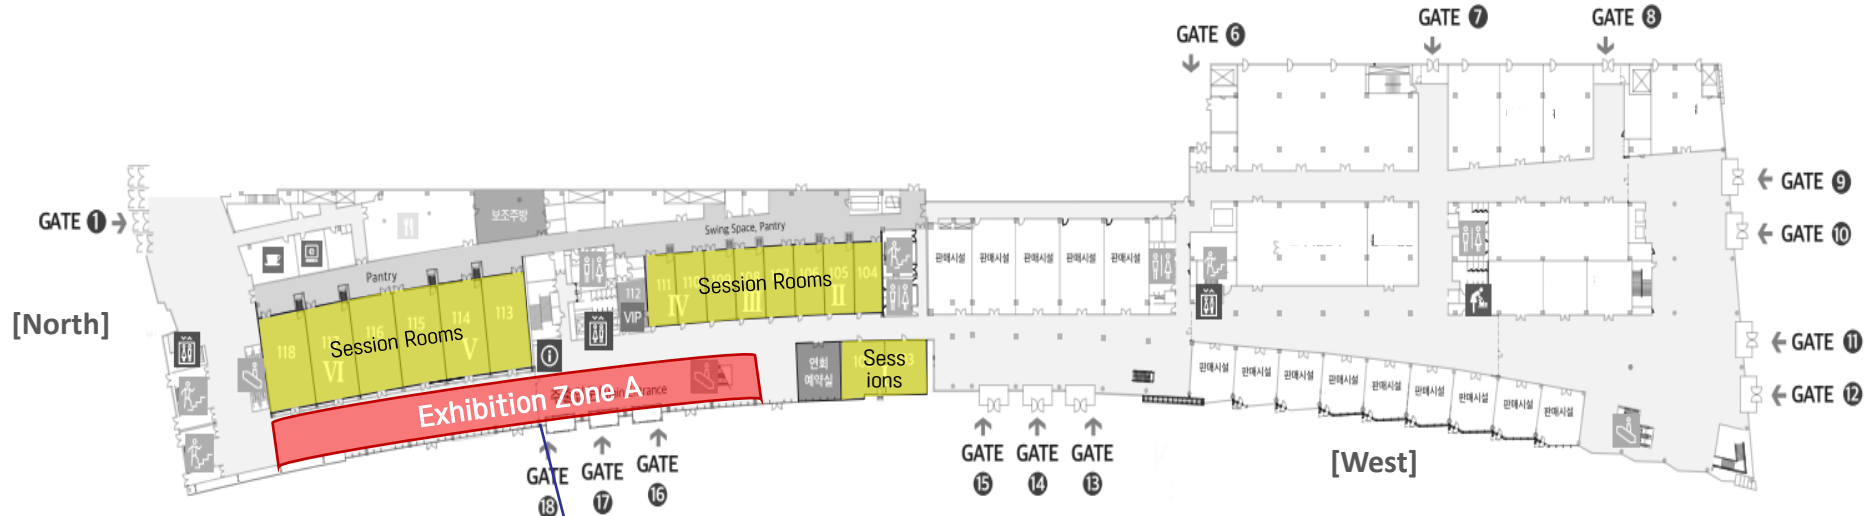 GATE 6
GATE 7
GATE 8
GATE 9
GATE 10
GATE 11
GATE 12
GATE 1
[North]
보조주방
Swing Space, Pantry
Pantry
118
116
115
114
113
VI
V
Session Rooms
112
VIP
111
110
109
108
107
106
105
104
IV
III
II
Session Rooms
연회
예약실
Sess
ions
Exhibition Zone A
판매시설
판매시설
판매시설
판매시설
판매시설
판매시설
판매시설
판매시설
판매시설
판매시설
판매시설
판매시설
판매시설
판매시설
GATE
18
GATE
17
GATE
16
GATE
15
GATE
14
GATE
13
[West]